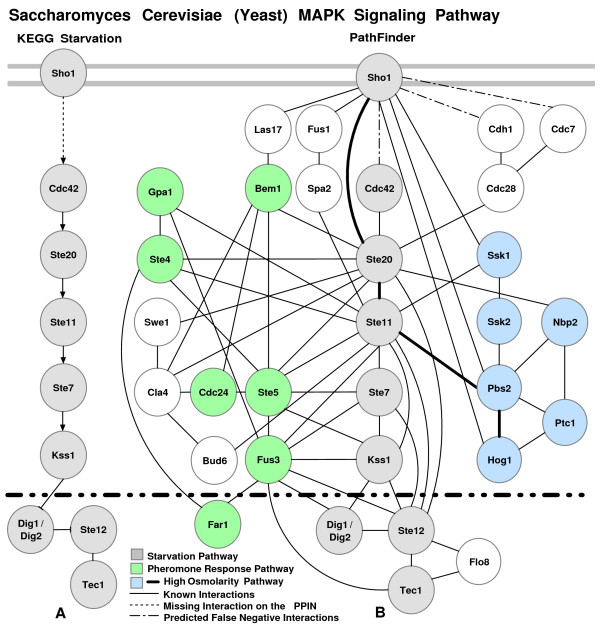 Saccharomyces Cerevisiae (Yeast) MAPK Signaling Pathway
KEGG Starvation
PathFinder
Sho1
Sho1
Las17
Fus1
Cdh1
Cdc7
Cdc42
Gpa1
Bem1
Spa2
Cdc42
Cdc28
Ste20
Ste4
Ste20
Ssk1
Ste11
Swe1
Ste11
Ssk2
Nbp2
Ste7
Cla4
Cdc24
Ste5
Ste7
Pbs2
Ptc1
Kss1
Bud6
Fus3
Kss1
Hog1
Dig1 /
Dig2
Ste12
Far1
Dig1 /
Dig2
Ste12
Flo8
Tec1
Tec1
Starvation Pathway
Pheromone Response Pathway
High Osmolarity Pathway
Known Interactions
Missing Interaction on the PPIN
Predicted False Negative Interactions
A
B